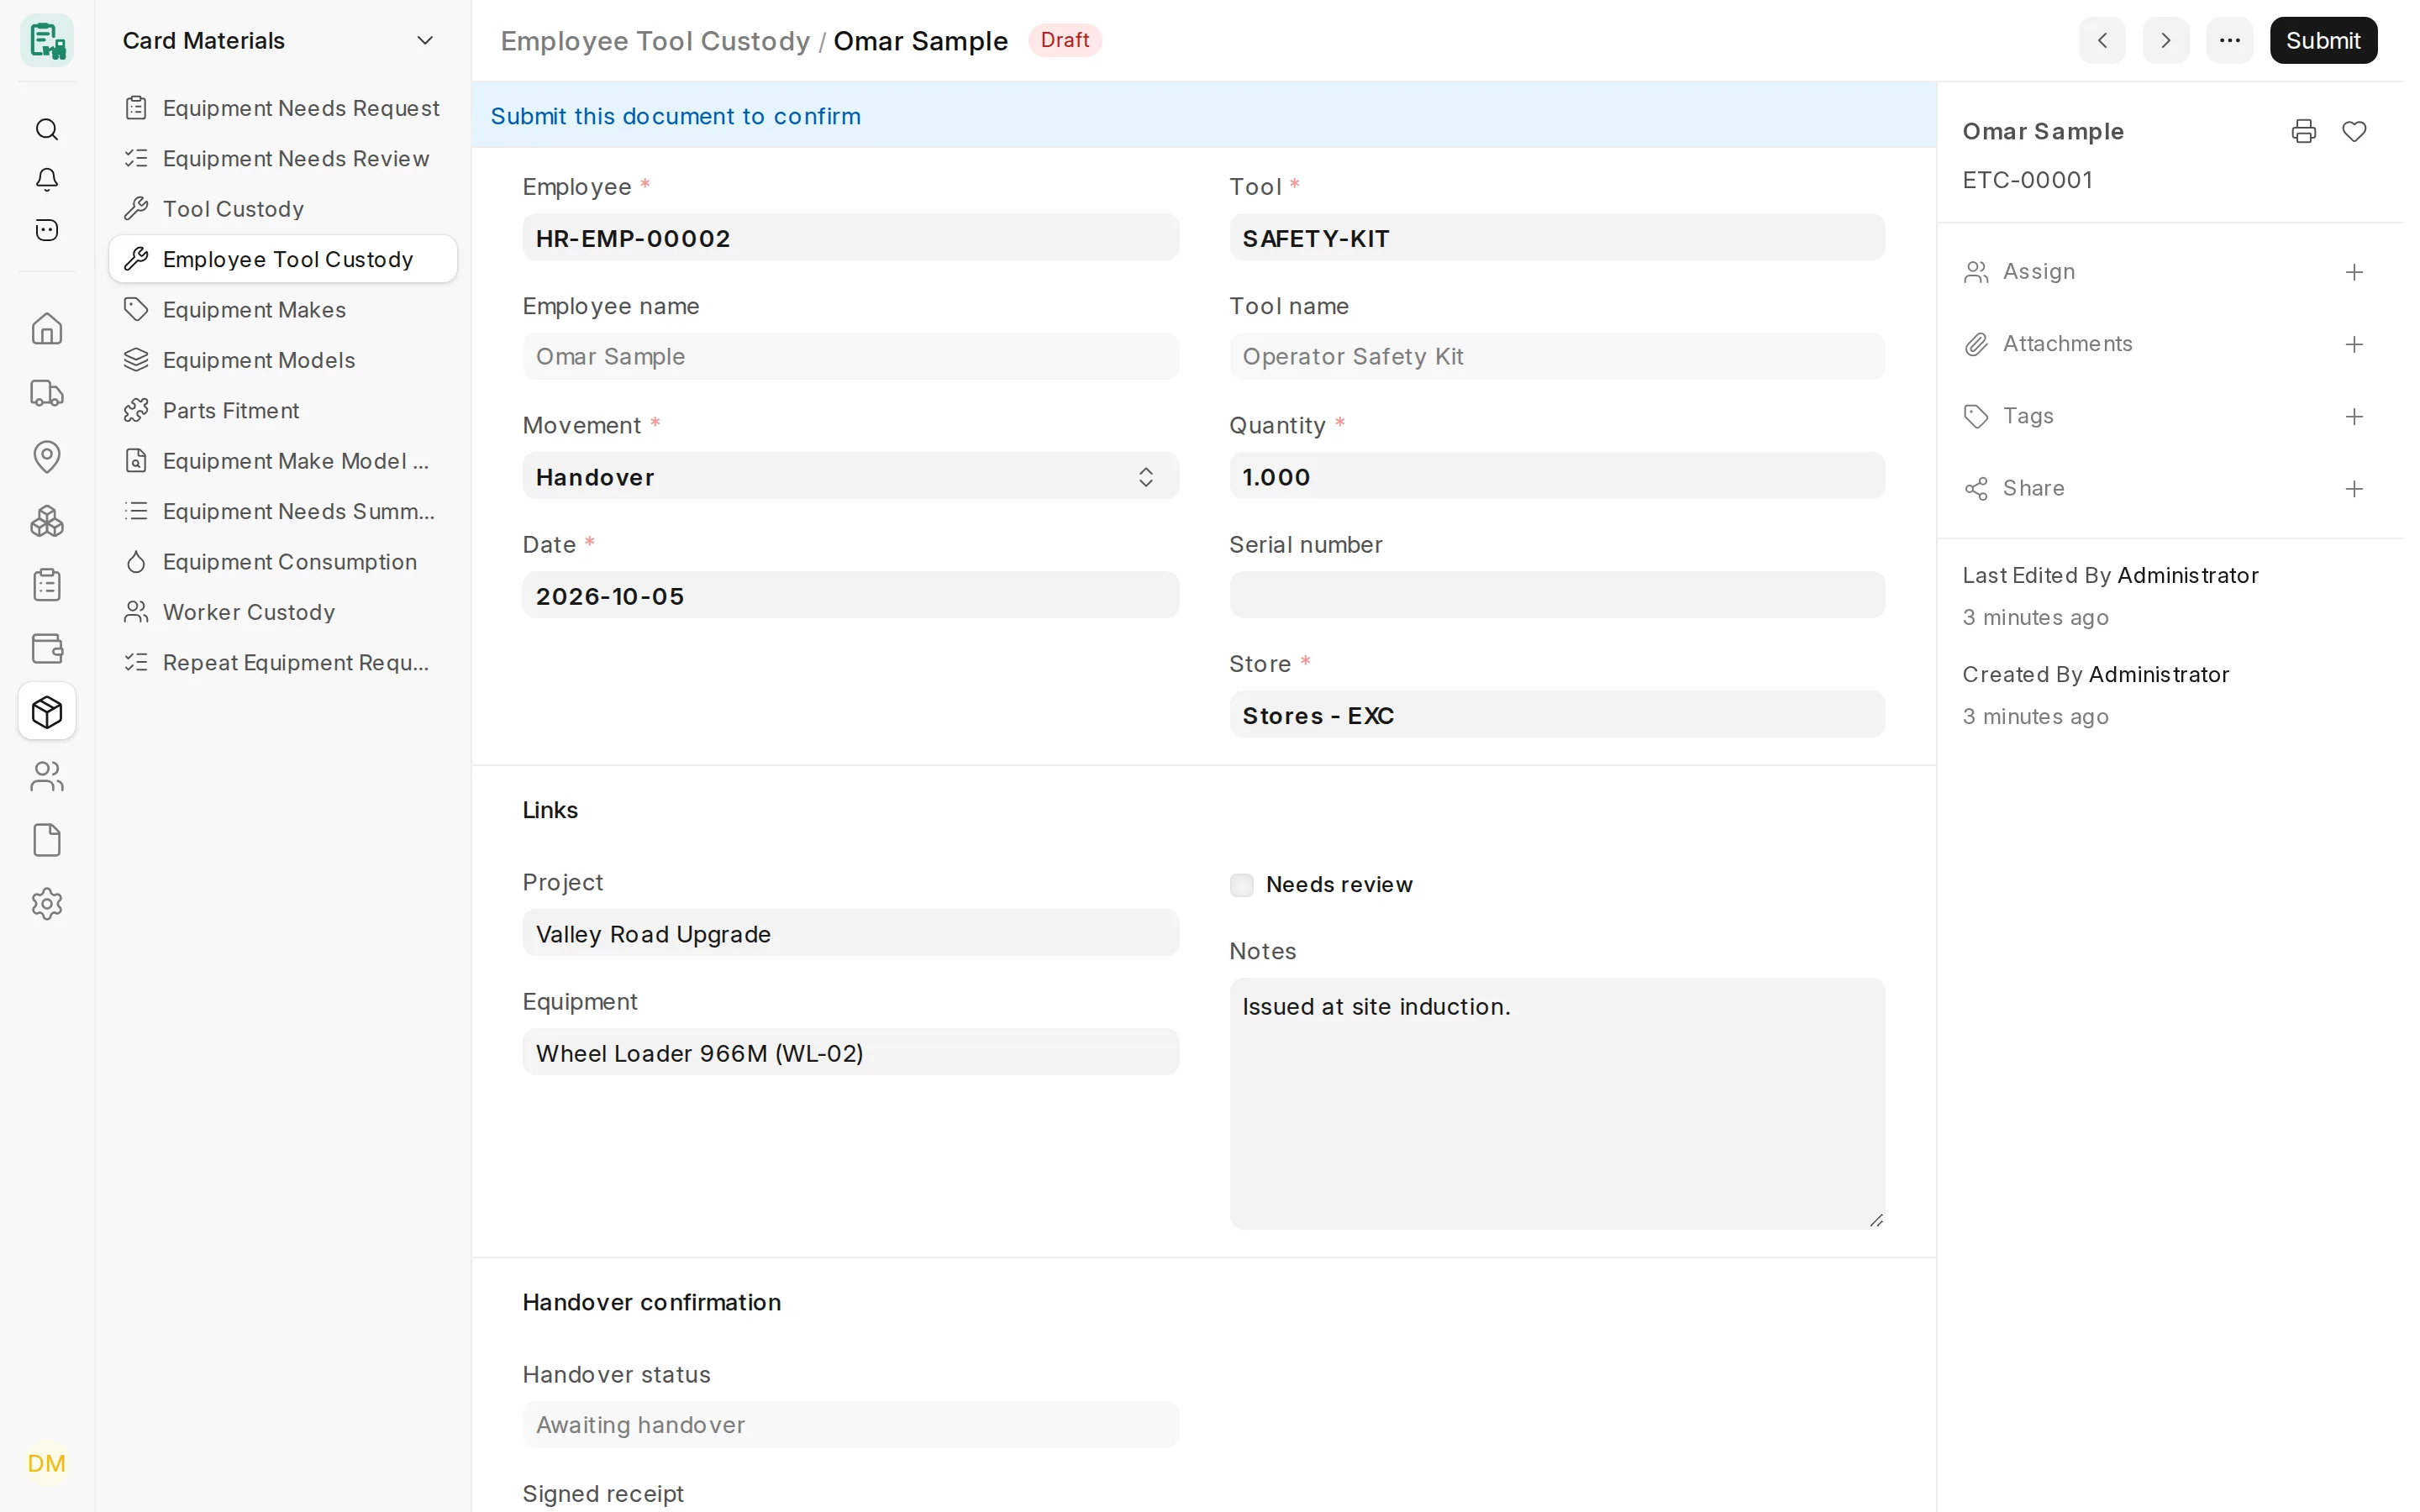 Card Materials
Equipment Needs Request
Equipment Needs Review
Tool Custody
Employee Tool Custody
Equipment Makes
Equipment Models
Parts Fitment
Equipment Make Model ...
Equipment Needs Summ...
Equipment Consumption
Worker Custody
Repeat Equipment Requ...
DM
Employee Tool Custody / Omar Sample Draft
Submit
Submit this document to confirm
Employee *
HR-EMP-00002
Employee name
Omar Sample
Movement *
Handover
Date *
2026-10-05
Tool *
SAFETY-KIT
Tool name
Operator Safety Kit
Quantity *
1.000
Serial number
Store *
Stores - EXC
Links
Project
Valley Road Upgrade
Equipment
Wheel Loader 966M (WL-02)
Needs review
Notes
Issued at site induction.
Handover confirmation
Handover status
Awaiting handover
Signed receipt
Omar Sample
ETC-00001
Assign
Attachments
Tags
Share
Last Edited By Administrator
3 minutes ago
Created By Administrator
3 minutes ago